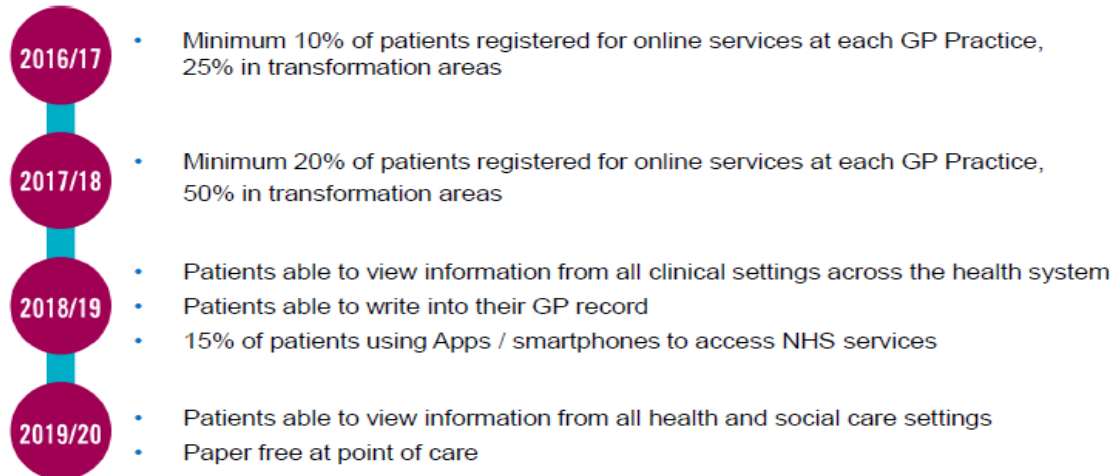 2016/17
• Minimum 10% of patients registered for online services at each GP Practice,
25% in transformation areas
2017/18
• Minimum 20% of patients registered for online services at each GP Practice,
50% in transformation areas
2018/19
• Patients able to view information from all clinical settings across the health system
• Patients able to write into their GP record
• 15% of patients using Apps / smartphones to access NHS services
2019/20
• Patients able to view information from all health and social care settings
• Paper free at point of care